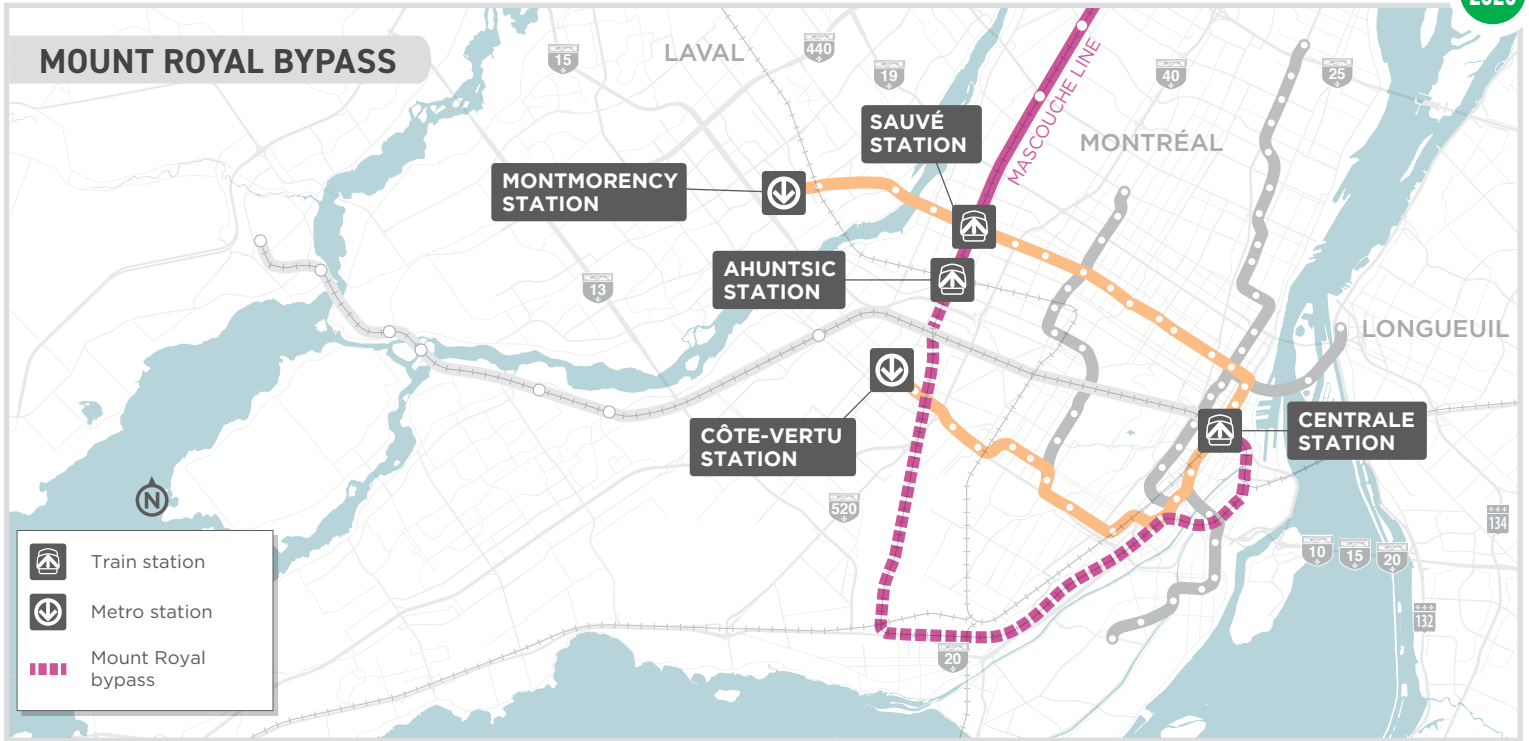 2020
MOUNT ROYAL BYPASS
15
LAVAL
440
19
MASCOUCHE LINE
40
25
SAUVÉ
STATION
MONTRÉAL
MONTMORENCY
STATION
AHUNTSIC
STATION
13
LONGUEUIL
CÔTE-VERTU
STATION
CENTRALE
STATION
N
520
134
10
15
20
132
20
Train station
Metro station
Mount Royal
bypass